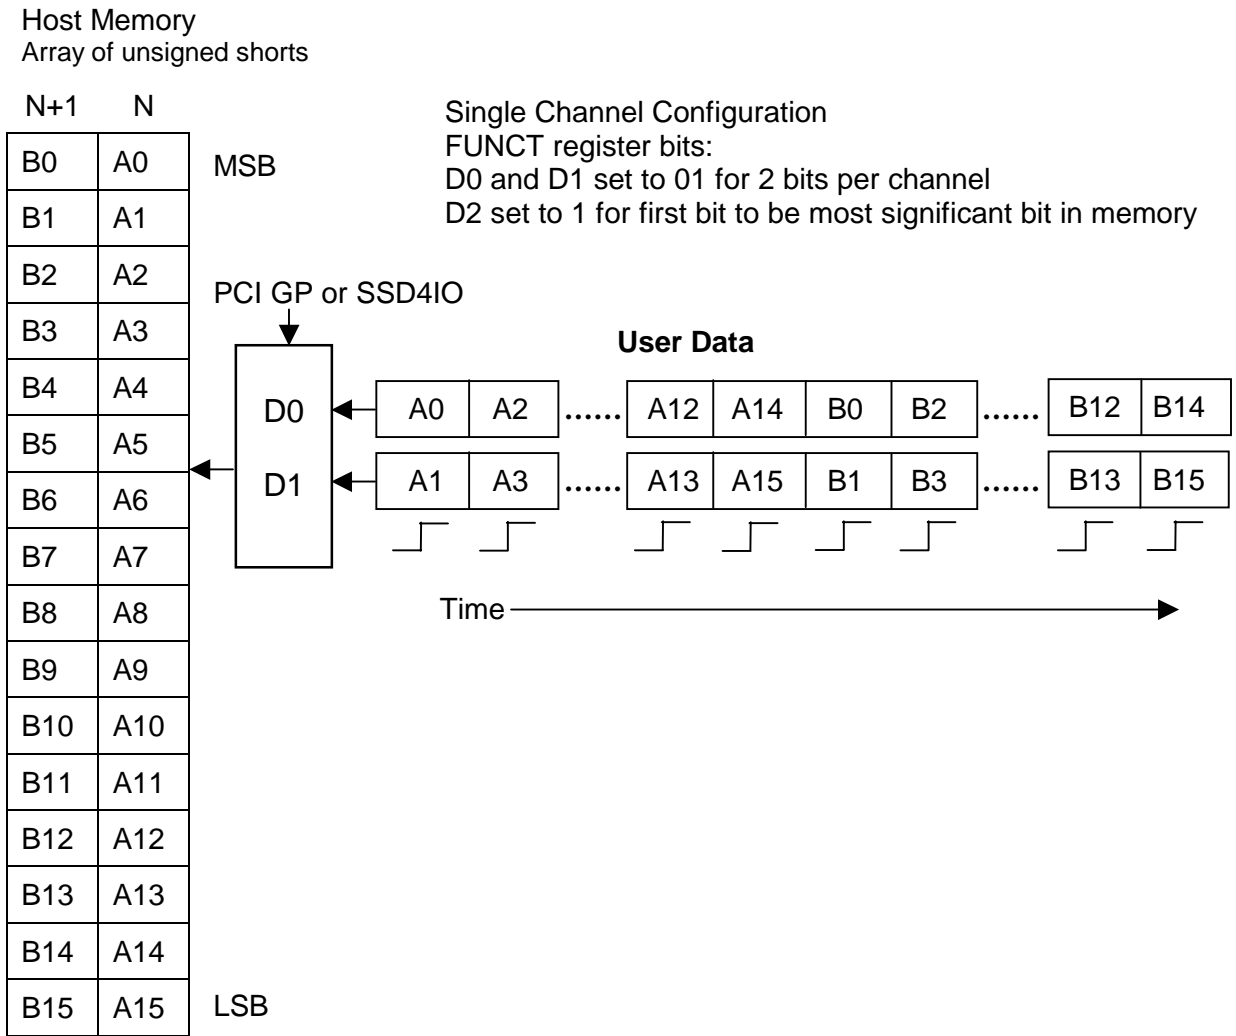 Host Memory
Array of unsigned shorts
N+1 N
Single Channel Configuration
FUNCT register bits:
D0 and D1 set to 01 for 2 bits per channel
D2 set to 1 for first bit to be most significant bit in memory
B0 A0 MSB
B1 A1
B2 A2
PCI GP or SSD4IO
B3 A3
User Data
B4 A4
D0 A0 A2 ...... A12 A14 B0 B2 ...... B12 B14
B5 A5
D1 A1 A3 ...... A13 A15 B1 B3 ...... B13 B15
B6 A6
B7 A7
B8 A8
Time
B9 A9
B10 A10
B11 A11
B12 A12
B13 A13
B14 A14
B15 A15 LSB